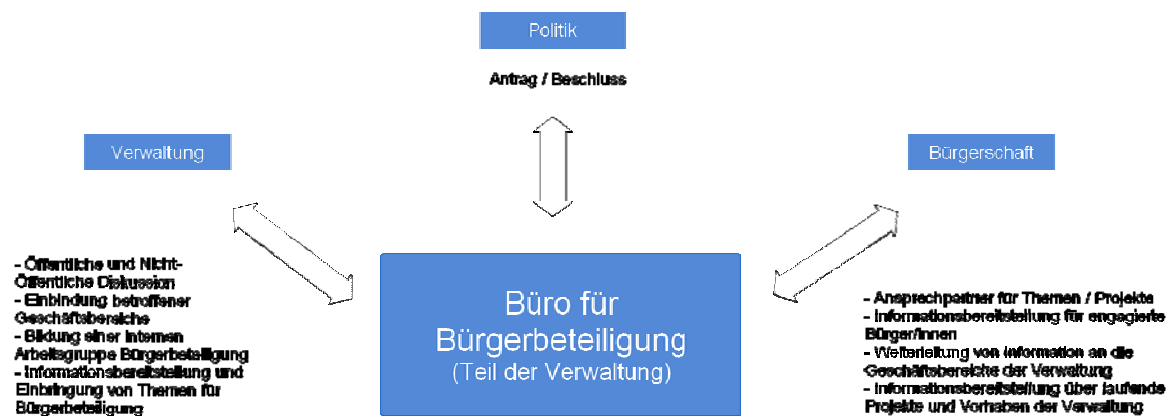 Politik
Antrag / Beschluss
Verwaltung
Bürgerschaft
- Öffentliche und Nicht-
Öffentliche Diskussion
- Einbindung betroffener
Geschäftsbereiche
- Bildung einer internen
Arbeitsgruppe Bürgerbeteiligung
- Informationsbereitstellung und
Einbringung von Themen für
Bürgerbeteiligung
Büro für
Bürgerbeteiligung
(Teil der Verwaltung)
- Ansprechpartner für Themen / Projekte
- Informationsbereitstellung für engagierte
Bürger/innen
- Weiterleitung von Information an die
Geschäftsbereiche der Verwaltung
- Informationsbereitstellung über laufende
Projekte und Vorhaben der Verwaltung